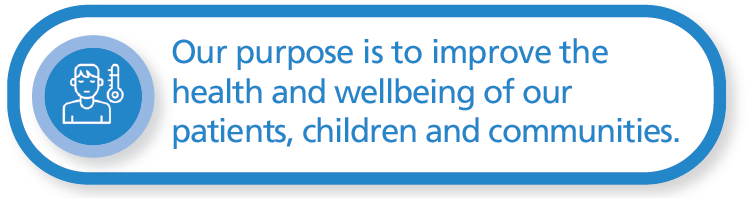 Our purpose is to improve the
health and wellbeing of our
patients, children and communities.